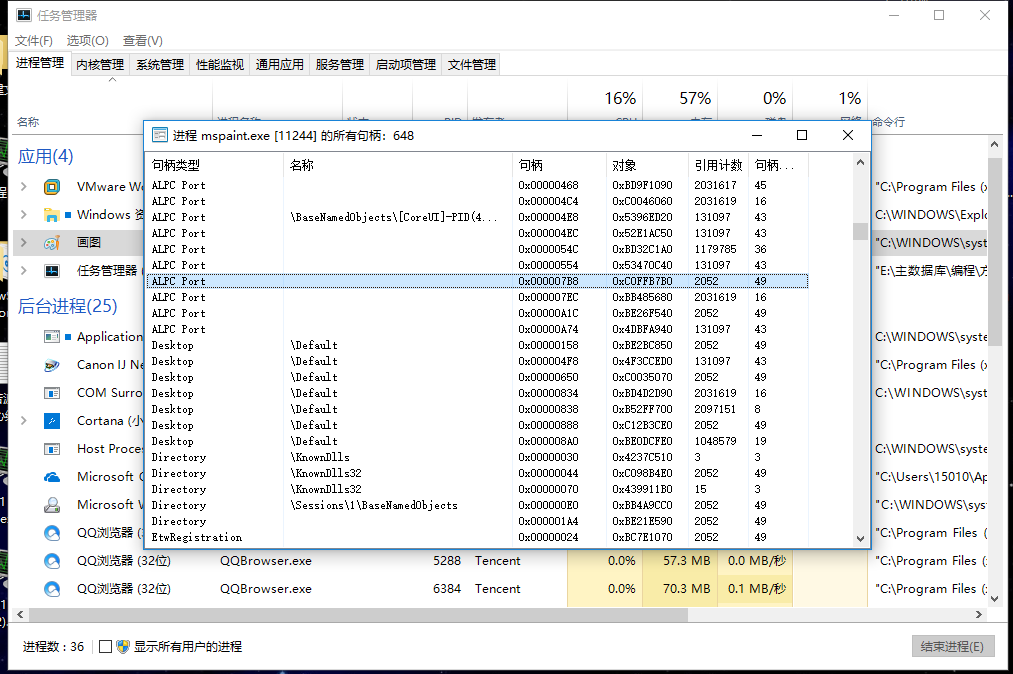 任务管理器
文件(F) 选项(O) 查看(V)
进程管理 内核管理 系统管理 性能监视 通用应用 服务管理 启动项管理 文件管理
16% 57% 0% 1%
名称 命令行
进程 mspaint.exe [11244] 的所有句柄: 648
句柄类型 名称 句柄 对象 引用计数 句柄...
应用(4)
ALPC Port 0x00000468 0xBD9F1090 2031617 45
VMware Wo "C:\Program Files (x
ALPC Port 0x000004C4 0xC0046060 2031619 16
ALPC Port \BaseNamedObjects\[CoreUI]-PID(4... 0x000004E8 0x5396ED20 131097 43
Windows 资 C:\WINDOWS\Explo
ALPC Port 0x000004EC 0x52E1AC50 131097 43
画图 "C:\WINDOWS\syst
ALPC Port 0x0000054C 0xBD32C1A0 1179785 36
ALPC Port 0x00000554 0x53470C40 131097 43
任务管理器 ( "E:\主数据库\编程\方
ALPC Port 0x000007B8 0xC0FFB7B0 2052 49
ALPC Port 0x000007EC 0xBB485680 2031619 16
后台进程(25)
ALPC Port 0x00000A1C 0xBE26F540 2052 49
ALPC Port 0x00000A74 0x4DBFA940 131097 43
Application C:\WINDOWS\syste
Desktop \Default 0x00000158 0xBE2BC850 2052 49
Desktop \Default 0x000004F8 0x4F3CCED0 131097 43
Canon IJ Ne "C:\Program Files (x
Desktop \Default 0x00000650 0xC0035070 2052 49
COM Surro C:\WINDOWS\syste
Desktop \Default 0x00000834 0xBD4D2D90 2031619 16
Desktop \Default 0x00000838 0xB52FF700 2097151 8
Cortana (小
Desktop \Default 0x00000888 0xC12B3CE0 2052 49
Desktop \Default 0x000008A0 0xBE0DCFE0 1048579 19
Host Proce C:\WINDOWS\syste
Directory \KnownDlls 0x00000030 0x4237C510 3 3
Directory \KnownDlls32 0x00000044 0xC098B4E0 2052 49
Microsoft "C:\Users\15010\Ap
Directory \KnownDlls32 0x00000070 0x439911B0 15 3
Directory \Sessions\1\BaseNamedObjects 0x000000E0 0xBB4A9CC0 2052 49
Microsoft W "C:\WINDOWS\syst
Directory 0x000001A4 0xBE21E590 2052 49
QQ浏览器 ( "C:\Program Files (x
EtwRegistration 0x00000024 0xBC7E1070 2052 49
QQ浏览器 (32位) QQBrowser.exe 5288 Tencent 0.0% 57.3 MB 0.0 MB/秒 "C:\Program Files (x
QQ浏览器 (32位) QQBrowser.exe 6384 Tencent 0.0% 70.3 MB 0.1 MB/秒 "C:\Program Files (x
进程数：36 显示所有用户的进程 结束进程(E)